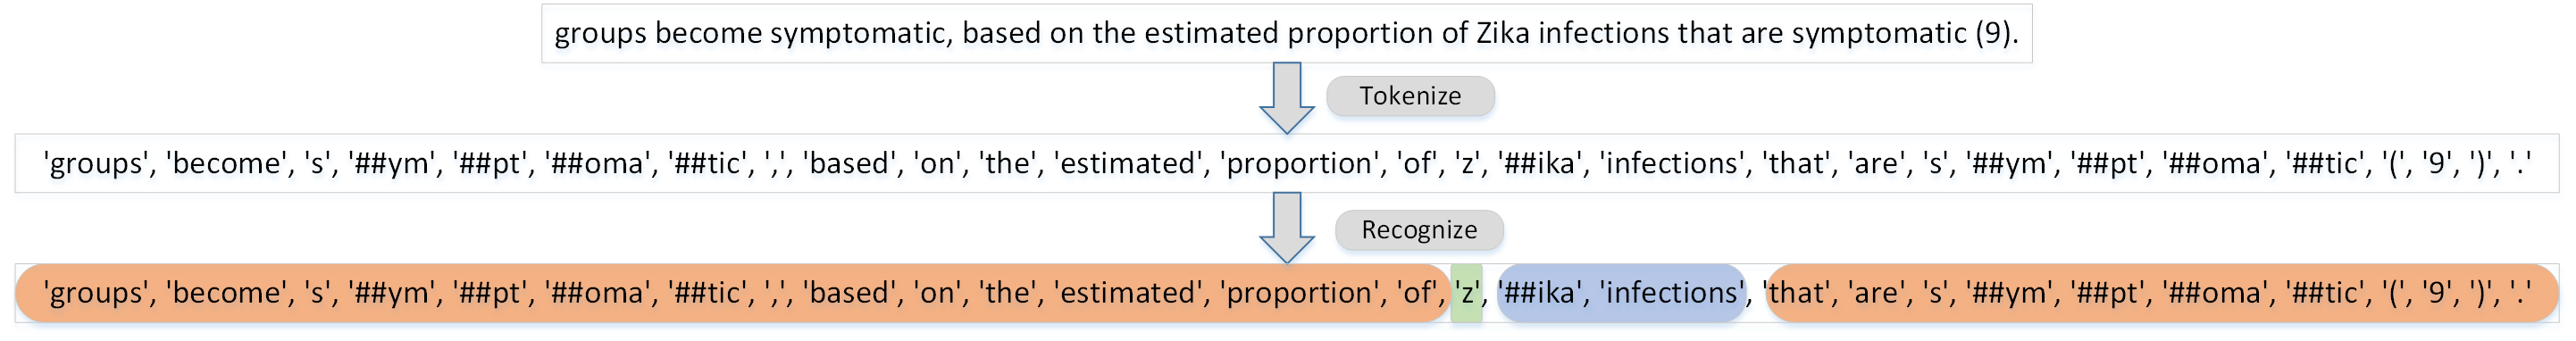 groups become symptomatic, based on the estimated proportion of Zika infections that are symptomatic (9).
Tokenize
'groups', 'become', 's', '##ym', '##pt', '##oma', '##tic', ',', 'based', 'on', 'the', 'estimated', 'proportion', 'of', 'z', '##ika', 'infections', 'that', 'are', 's', '##ym', '##pt', '##oma', '##tic', '(', '9', ')', '.'
Recognize
'groups', 'become', 's', '##ym', '##pt', '##oma', '##tic', ',', 'based', 'on', 'the', 'estimated', 'proportion', 'of', 'z', '##ika', 'infections', 'that', 'are', 's', '##ym', '##pt', '##oma', '##tic', '(', '9', ')', '.'